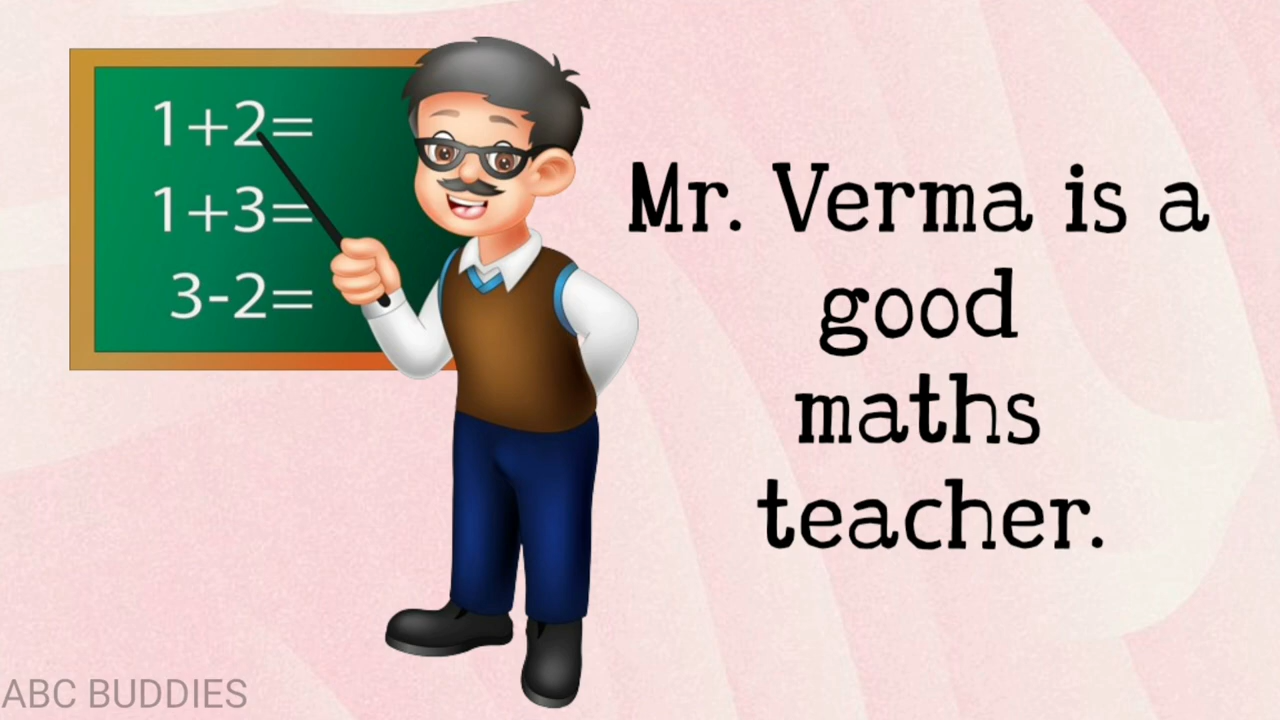 1+2=
1+3=
3-2=
Mr. Verma is a
good
maths
teacher.
ABC BUDDIES